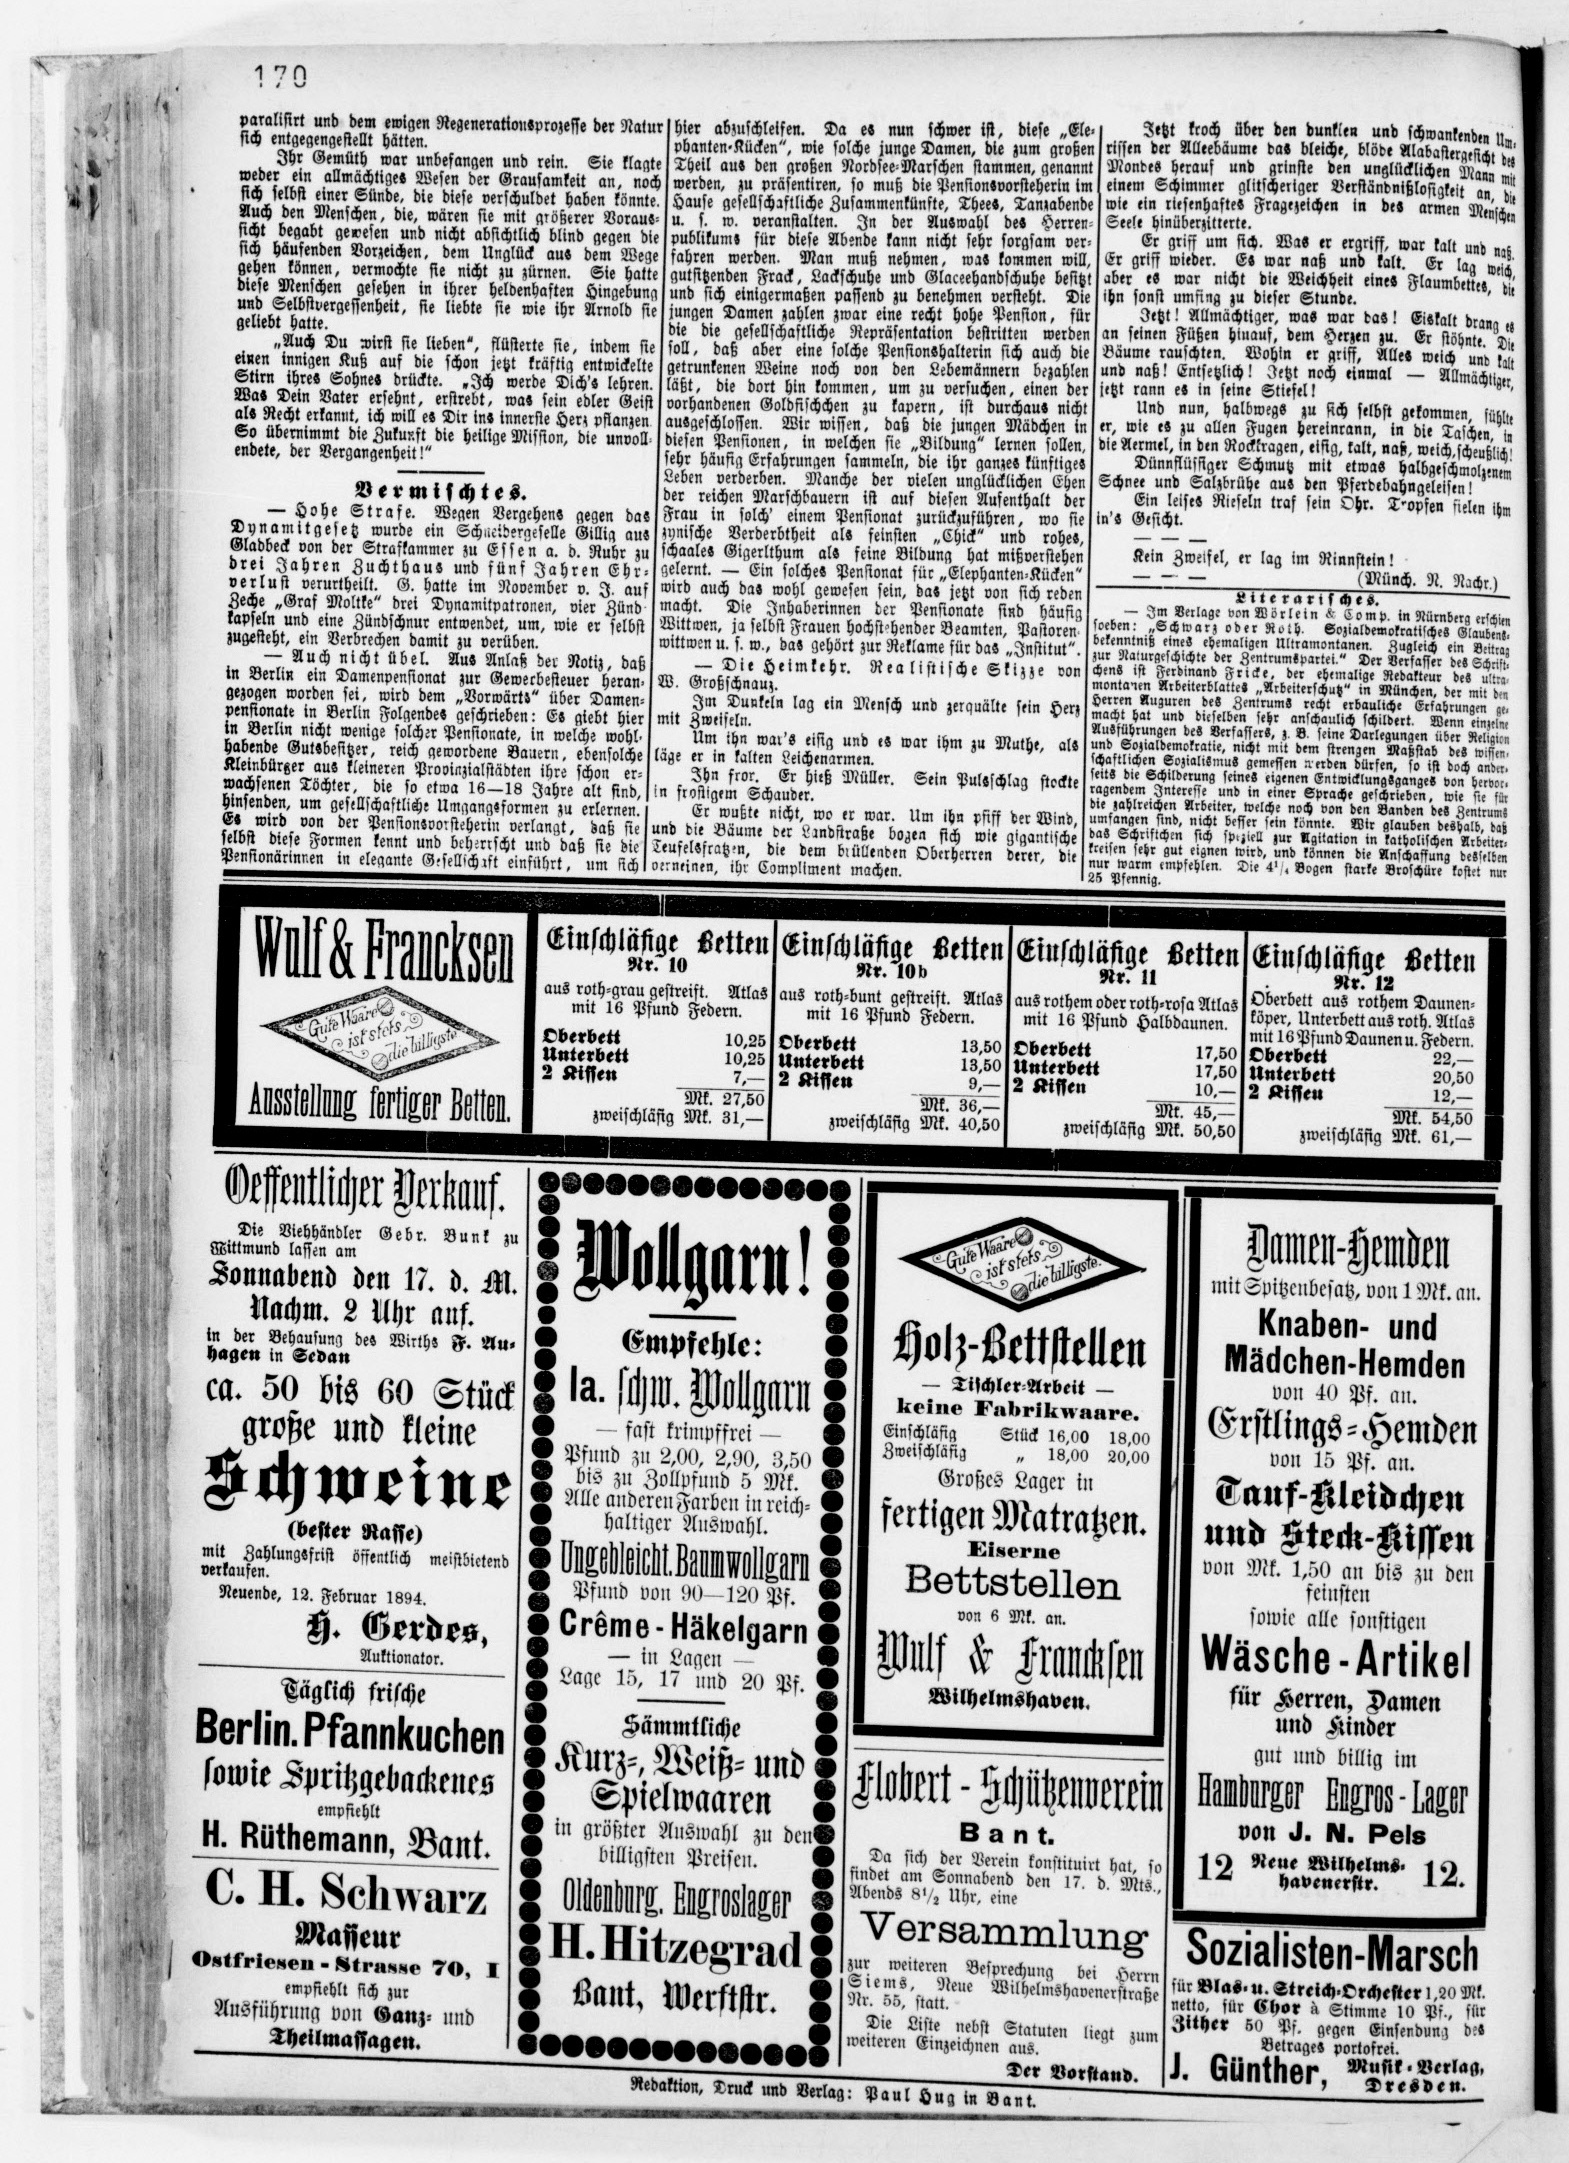 170
paralisirt und dem ewigen Regenerationsprozesse der Natur
sich entgegengestellt hätten.
Ihr Gemüth war unbefangen und rein. Sie klagte
weder ein allmächtiges Wesen der Grausamkeit an, noch
sich selbst einer Sünde, die diese verschuldet haben könnte.
Auch den Menschen, die, wären sie mit größerer Voraus-
sicht begabt gewesen und nicht absichtlich blind gegen die
sich häufenden Vorzeichen, dem Unglück aus dem Wege
gehen können, vermochte sie nicht zu zürnen. Sie hatte
diese Menschen gesehen in ihrer heldenhaften Hingebung
und Selbstvergessenheit, sie liebte sie wie ihr Arnold sie
geliebt hatte.
„Auch Du wirst sie lieben“, flüsterte sie, indem sie
einen innigen Kuß auf die schon jetzt kräftig entwickelte
Stirn ihres Sohnes drückte. „Ich werde Dich's lehren.
Was Dein Vater ersehnt, erstrebt, was sein edler Geist
als Recht erkannt, ich will es Dir ins innerste Herz pflanzen.
So übernimmt die Zukunft die heilige Mission, die unvoll-
endete, der Vergangenheit!“
Vermischtes.
— Hohe Strafe. Wegen Vergehens gegen das
Dynamitgesetz wurde ein Schneidergeselle Gillig aus
Gladbeck von der Strafkammer zu Essen a. d. Ruhr zu
drei Jahren Zuchthaus und fünf Jahren Ehr-
verlust verurtheilt. G. hatte im November v. J. auf
Zeche „Graf Moltke“ drei Dynamitpatronen, vier Zünd-
kapseln und eine Zündschnur entwendet, um, wie er selbst
zugesteht, ein Verbrechen damit zu verüben.
— Auch nicht übel. Aus Anlaß der Notiz, daß
in Berlin ein Damenpensionat zur Gewerbesteuer heran-
gezogen worden sei, wird dem „Vorwärts“ über Damen-
pensionate in Berlin Folgendes geschrieben: Es giebt hier
in Berlin nicht wenige solcher Pensionate, in welche wohl-
habende Gutsbesitzer, reich gewordene Bauern, ebensolche
Kleinbürger aus kleineren Provinzialstädten ihre schon er-
wachsenen Töchter, die so etwa 16—18 Jahre alt sind,
hinsenden, um gesellschaftliche Umgangsformen zu erlernen.
Es wird von der Pensionsvorsteherin verlangt, daß sie
selbst diese Formen kennt und beherrscht und daß sie die
Pensionärinnen in elegante Gesellschaft einführt, um sich
hier abzuschleifen. Da es nun schwer ist, diese „Ele-
phanten-Kücken“, wie solche junge Damen, die zum großen
Theil aus den großen Nordsee-Marschen stammen, genannt
werden, zu präsentiren, so muß die Pensionsvorsteherin im
Hause gesellschaftliche Zusammenkünfte, Thees, Tanzabende
u. s. w. veranstalten. In der Auswahl des Herren-
publikums für diese Abende kann nicht sehr sorgsam ver-
fahren werden. Man muß nehmen, was kommen will,
gutsitzenden Frack, Lackschuhe und Glaceehandschuhe besitzt
und sich einigermaßen passend zu benehmen versteht. Die
jungen Damen zahlen zwar eine recht hohe Pension, für
die die gesellschaftliche Repräsentation bestritten werden
soll, daß aber eine solche Pensionshalterin sich auch die
getrunkenen Weine noch von den Lebemännern bezahlen
läßt, die dort hin kommen, um zu versuchen, einen der
vorhandenen Goldfischchen zu kapern, ist durchaus nicht
ausgeschlossen. Wir wissen, daß die jungen Mädchen in
diesen Pensionen, in welchen sie „Bildung“ lernen sollen,
sehr häufig Erfahrungen sammeln, die ihr ganzes künftiges
Leben verderben. Manche der vielen unglücklichen Ehen
der reichen Marschbauern ist auf diesen Aufenthalt der
Frau in solch' einem Pensionat zurückzuführen, wo sie
zynische Verderbtheit als feinsten „Chick“ und rohes,
schaales Gigerlthum als feine Bildung hat mißverstehen
gelernt. — Ein solches Pensionat für „Elephanten-Kücken“
wird auch das wohl gewesen sein, das jetzt von sich reden
macht. Die Inhaberinnen der Pensionate sind häufig
Wittwen, ja selbst Frauen hochstehender Beamten, Pastoren-
wittwen u. s. w., das gehört zur Reklame für das „Institut“.
— Die Heimkehr. Realistische Skizze von
W. Großschnauz.
Im Dunkeln lag ein Mensch und zerquälte sein Herz
mit Zweifeln.
Um ihn war's eisig und es war ihm zu Muthe, als
läge er in kalten Leichenarmen.
Ihn fror. Er hieß Müller. Sein Pulsschlag stockte
in frostigem Schauder.
Er wußte nicht, wo er war. Um ihn pfiff der Wind,
und die Bäume der Landstraße bogen sich wie gigantische
Teufelsfratzen, die dem brüllenden Oberherren derer, die
verneinen, ihr Compliment machen.
Jetzt kroch über den dunklen und schwankenden Um-
rissen der Alleebäume das bleiche, blöde Alabastergesicht des
Mondes herauf und grinste den unglücklichen Mann mit
einem Schimmer glitscheriger Verständnißlosigkeit an, die
wie ein riesenhaftes Fragezeichen in des armen Menschen
Seele hinüberzitterte.
Er griff um sich. Was er ergriff, war kalt und naß.
Er griff wieder. Es war naß und kalt. Er lag weich,
aber es war nicht die Weichheit eines Flaumbettes, die
ihn sonst umfing zu dieser Stunde.
Jetzt! Allmächtiger, was war das! Eiskalt drang es
an seinen Füßen hinauf, dem Herzen zu. Er stöhnte. Die
Bäume rauschten. Wohin er griff, Alles weich und kalt
und naß! Entsetzlich! Jetzt noch einmal — Allmächtiger,
jetzt rann es in seine Stiefel!
Und nun, halbwegs zu sich selbst gekommen, fühlte
er, wie es zu allen Fugen hereinrann, in die Taschen, in
die Aermel, in den Rockkragen, eisig, kalt, naß, weich, scheußlich!
Dünnflüssiger Schmutz mit etwas halbgeschmolzenem
Schnee und Salzbrühe aus den Pferdebahngeleisen!
Ein leises Rieseln traf sein Ohr. Tropfen fielen ihm
in's Gesicht.
— — —
Kein Zweifel, er lag im Rinnstein!
— — — (Münch. N. Nachr.)
Literarisches.
— Im Verlage von Wörlein & Comp. in Nürnberg erschien
soeben: „Schwarz oder Roth. Sozialdemokratisches Glaubens-
bekenntniß eines ehemaligen Ultramontanen. Zugleich ein Beitrag
zur Naturgeschichte der Zentrumspartei.“ Der Verfasser des Schrift-
chens ist Ferdinand Fricke, der ehemalige Redakteur des ultra-
montanen Arbeiterblattes „Arbeiterschutz“ in München, der mit den
Herren Auguren des Zentrums recht erbauliche Erfahrungen ge-
macht hat und dieselben sehr anschaulich schildert. Wenn einzelne
Ausführungen des Verfassers, z. B. seine Darlegungen über Religion
und Sozialdemokratie, nicht mit dem strengen Maßstab des wissen-
schaftlichen Sozialismus gemessen werden dürfen, so ist doch ander-
seits die Schilderung seines eigenen Entwicklungsganges von hervor-
ragendem Interesse und in einer Sprache geschrieben, wie sie für
die zahlreichen Arbeiter, welche noch von den Banden des Zentrums
umfangen sind, nicht besser sein könnte. Wir glauben deshalb, daß
das Schriftchen sich speziell zur Agitation in katholischen Arbeiter-
kreisen sehr gut eignen wird, und können die Anschaffung desselben
nur warm empfehlen. Die 4¼ Bogen starke Broschüre kostet nur
25 Pfennig.
Wulf & Francksen
Gute Waare
ist stets
die billigste.
Ausstellung fertiger Betten.
Einschläfige Betten
Nr. 10
aus roth-grau gestreift. Atlas
mit 16 Pfund Federn.
Oberbett 10,25
Unterbett 10,25
2 Kissen 7,—
Mk. 27,50
zweischläfig Mk. 31,—
Einschläfige Betten
Nr. 10b
aus roth-bunt gestreift. Atlas
mit 16 Pfund Federn.
Oberbett 13,50
Unterbett 13,50
2 Kissen 9,—
Mk. 36,—
zweischläfig Mk. 40,50
Einschläfige Betten
Nr. 11
aus rothem oder roth-rosa Atlas
mit 16 Pfund Halbdaunen.
Oberbett 17,50
Unterbett 17,50
2 Kissen 10,—
Mk. 45,—
zweischläfig Mk. 50,50
Einschläfige Betten
Nr. 12
Oberbett aus rothem Daunen-
köper, Unterbett aus roth. Atlas
mit 16 Pfund Daunen u. Federn.
Oberbett 22,—
Unterbett 20,50
2 Kissen 12,—
Mk. 54,50
zweischläfig Mk. 61,—
Oeffentlicher Verkauf.
Die Viehhändler Gebr. Bunk zu
Wittmund lassen am
Sonnabend den 17. d. M.
Nachm. 2 Uhr anf.
in der Behausung des Wirths F. An-
hagen in Sedan
ca. 50 bis 60 Stück
große und kleine
Schweine
(bester Rasse)
mit Zahlungsfrist öffentlich meistbietend
verkaufen.
Neuende, 12. Februar 1894.
H. Gerdes,
Auktionator.
Täglich frische
Berlin. Pfannkuchen
sowie Spritzgebackenes
empfiehlt
H. Rüthemann, Bant.
C. H. Schwarz
Masseur
Ostfriesen-Strasse 70, I
empfiehlt sich zur
Ausführung von Ganz- und
Theilmassagen.
Wollgarn!
Empfehle:
Ia. schw. Wollgarn
— fast krimpffrei —
Pfund zu 2,00, 2,90, 3,50
bis zu Zollpfund 5 Mk.
Alle anderen Farben in reich-
haltiger Auswahl.
Ungebleicht. Baumwollgarn
Pfund von 90—120 Pf.
Crême-Häkelgarn
— in Lagen —
Lage 15, 17 und 20 Pf.
Sämmtliche
Kurz-, Weiß- und
Spielwaaren
in größter Auswahl zu den
billigsten Preisen.
Oldenburg. Engroslager
H. Hitzegrad
Bant, Werftstr.
Gute Waare
ist stets
die billigste.
Holz-Bettstellen
— Tischler-Arbeit —
keine Fabrikwaare.
Einschläfig Stück 16,00 18,00
Zweischläfig „ 18,00 20,00
Großes Lager in
fertigen Matratzen.
Eiserne
Bettstellen
von 6 Mk. an.
Wulf & Francksen
Wilhelmshaven.
Flobert-Schützenverein
Bant.
Da sich der Verein konstituirt hat, so
findet am Sonnabend den 17. d. Mts.,
Abends 8½ Uhr, eine
Versammlung
zur weiteren Besprechung bei Herrn
Siems, Neue Wilhelmshavenerstraße
Nr. 55, statt.
Die Liste nebst Statuten liegt zum
weiteren Einzeichnen aus.
Der Vorstand.
Damen-Hemden
mit Spitzenbesatz, von 1 Mk. an.
Knaben- und
Mädchen-Hemden
von 40 Pf. an.
Erstlings-Hemden
von 15 Pf. an.
Tauf-Kleidchen
und Steck-Kissen
von Mk. 1,50 an bis zu den
feinsten
sowie alle sonstigen
Wäsche-Artikel
für Herren, Damen
und Kinder
gut und billig im
Hamburger Engros-Lager
von J. N. Pels
12 Neue Wilhelms-
havenerstr. 12.
Sozialisten-Marsch
für Blas- u. Streich-Orchester 1,20 Mk.
netto, für Chor à Stimme 10 Pf., für
Zither 50 Pf. gegen Einsendung des
Betrages portofrei.
J. Günther, Musik-Verlag,
Dresden.
Redaktion, Druck und Verlag: Paul Hug in Bant.